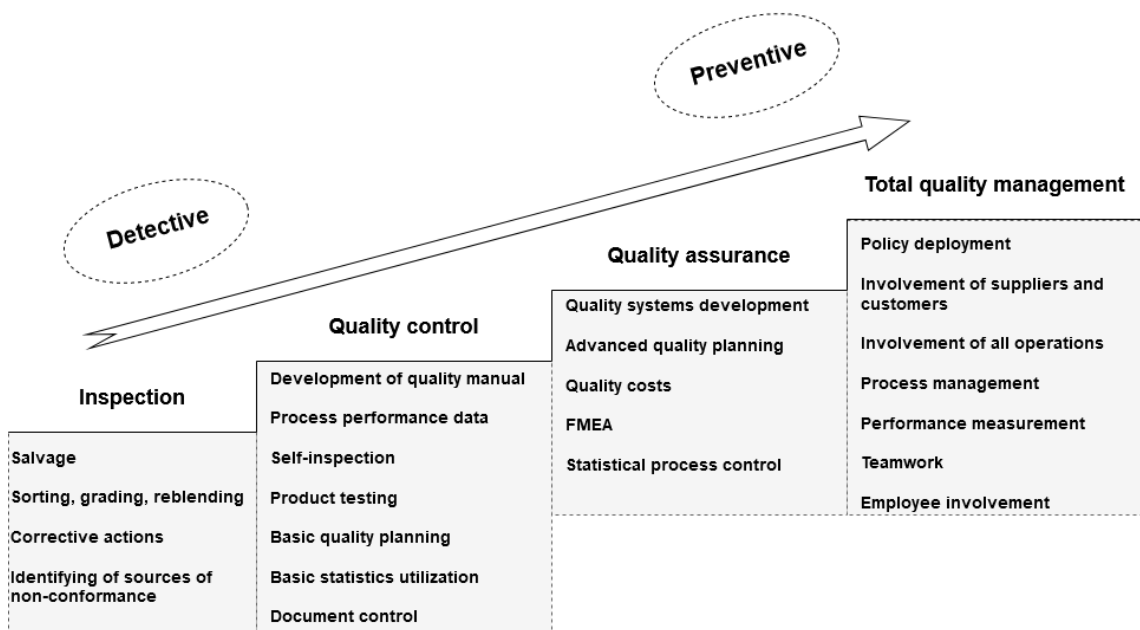 Preventive
Detective
Total quality management
Policy deployment
Involvement of suppliers and
customers
Involvement of all operations
Process management
Performance measurement
Teamwork
Employee involvement
Quality assurance
Quality systems development
Advanced quality planning
Quality costs
FMEA
Statistical process control
Quality control
Development of quality manual
Process performance data
Self-inspection
Product testing
Basic quality planning
Basic statistics utilization
Document control
Inspection
Salvage
Sorting, grading, reblending
Corrective actions
Identifying of sources of
non-conformance